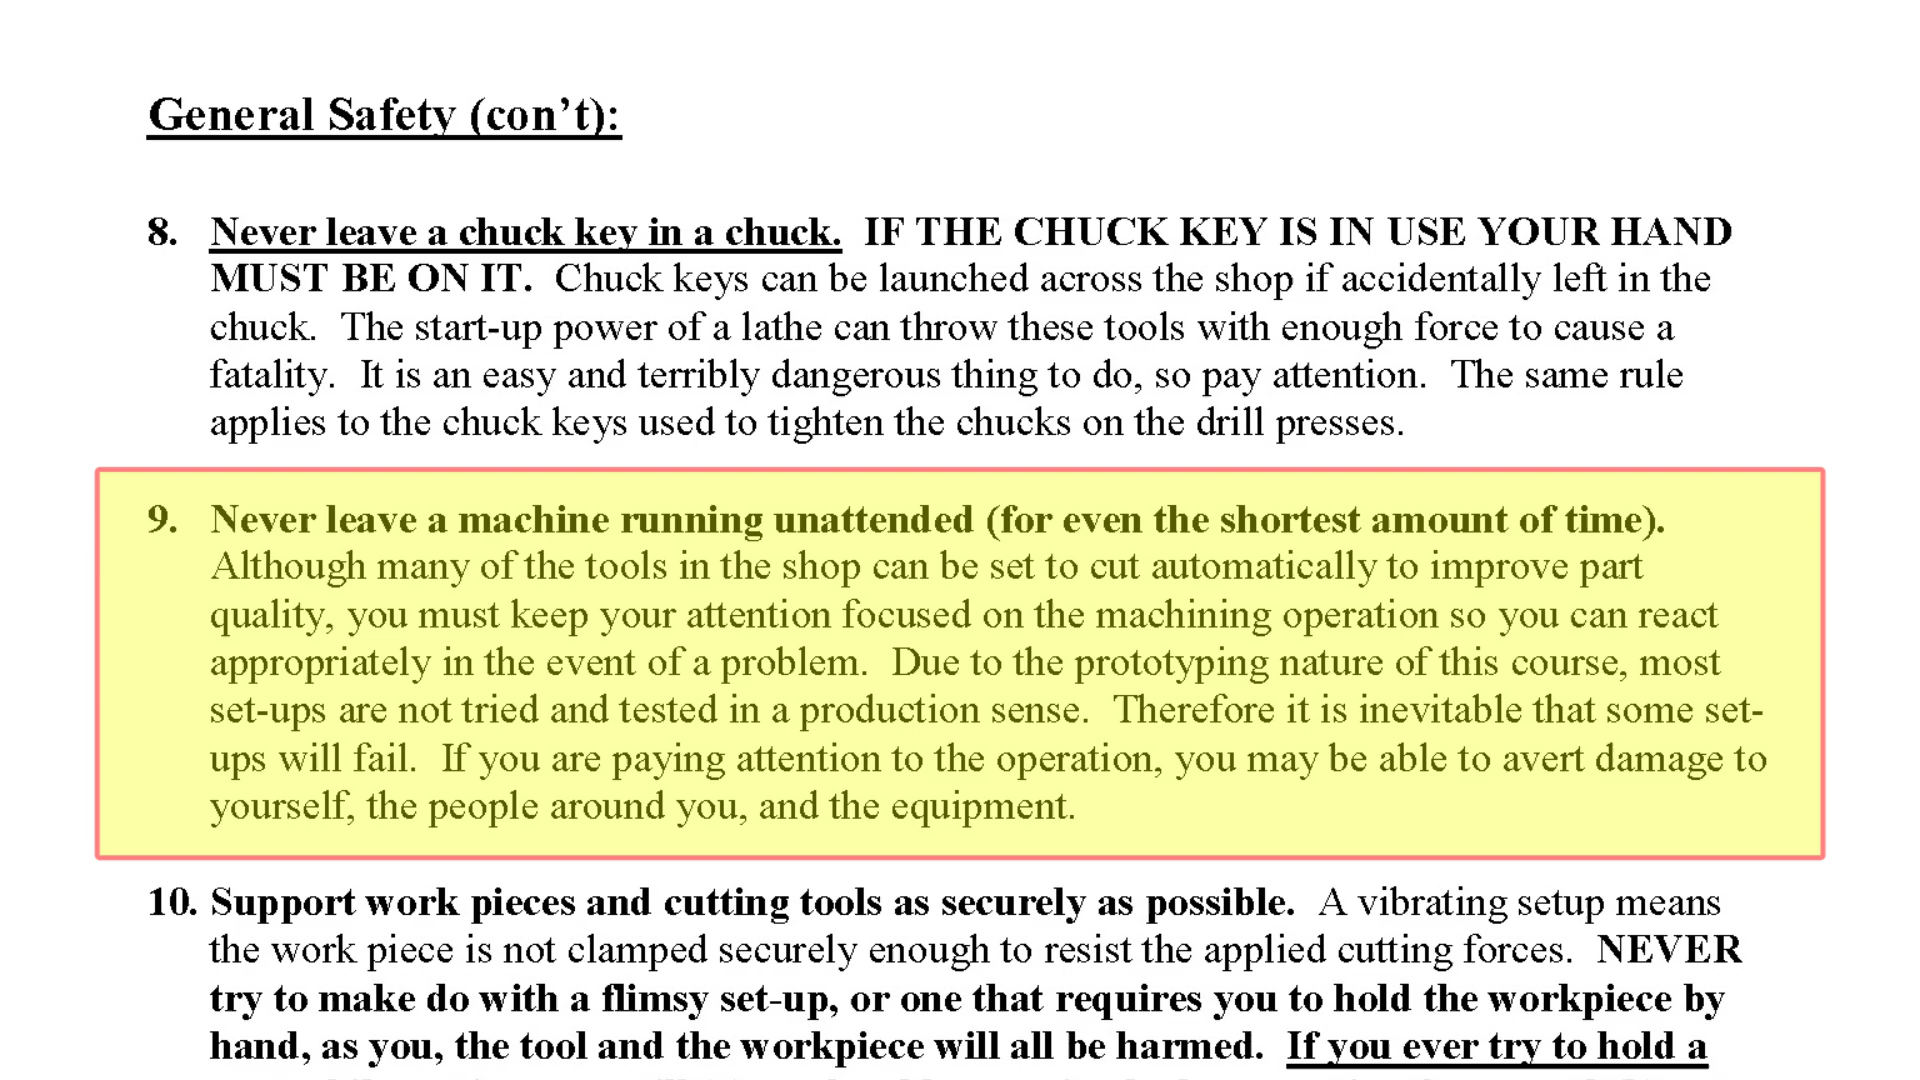 General Safety (con’t):
8. Never leave a chuck key in a chuck. IF THE CHUCK KEY IS IN USE YOUR HAND
MUST BE ON IT. Chuck keys can be launched across the shop if accidentally left in the
chuck. The start-up power of a lathe can throw these tools with enough force to cause a
fatality. It is an easy and terribly dangerous thing to do, so pay attention. The same rule
applies to the chuck keys used to tighten the chucks on the drill presses.
9. Never leave a machine running unattended (for even the shortest amount of time).
Although many of the tools in the shop can be set to cut automatically to improve part
quality, you must keep your attention focused on the machining operation so you can react
appropriately in the event of a problem. Due to the prototyping nature of this course, most
set-ups are not tried and tested in a production sense. Therefore it is inevitable that some set-
ups will fail. If you are paying attention to the operation, you may be able to avert damage to
yourself, the people around you, and the equipment.
10. Support work pieces and cutting tools as securely as possible. A vibrating setup means
the work piece is not clamped securely enough to resist the applied cutting forces. NEVER
try to make do with a flimsy set-up, or one that requires you to hold the workpiece by
hand, as you, the tool and the workpiece will all be harmed. If you ever try to hold a